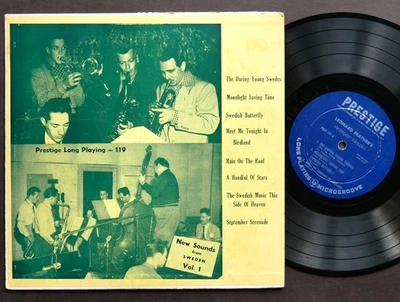 The Daring Young Swedes
Moonlight Saving Time
Swedish Butterfly
Meet Me Tonight In
Birdland
Rain On The Roof
A Handful Of Stars
The Swedish Music This
Side Of Heaven
September Serenade
Prestige Long Playing — 119
New Sounds
from
SWEDEN
Vol. 1
PRESTIGE
LONG PLAYING
MICROGROOVE